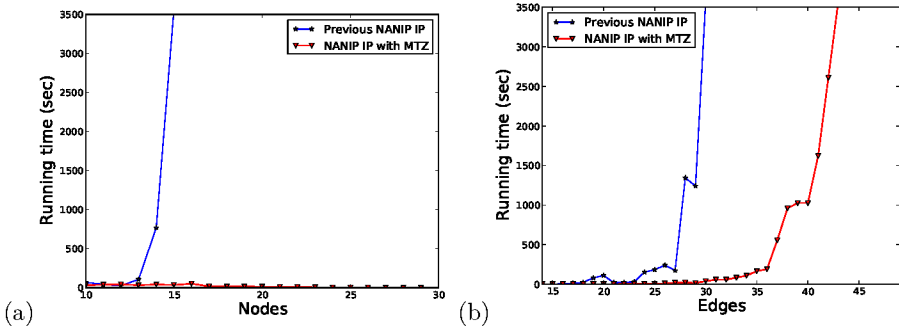 3500
3000
2500
2000
1500
1000
500
0
Running time (sec)
Previous NANIP IP
NANIP IP with MTZ
10 15 20 25 30
Nodes
(a)
3500
3000
2500
2000
1500
1000
500
0
Running time (sec)
Previous NANIP IP
NANIP IP with MTZ
15 20 25 30 35 40 45
Edges
(b)